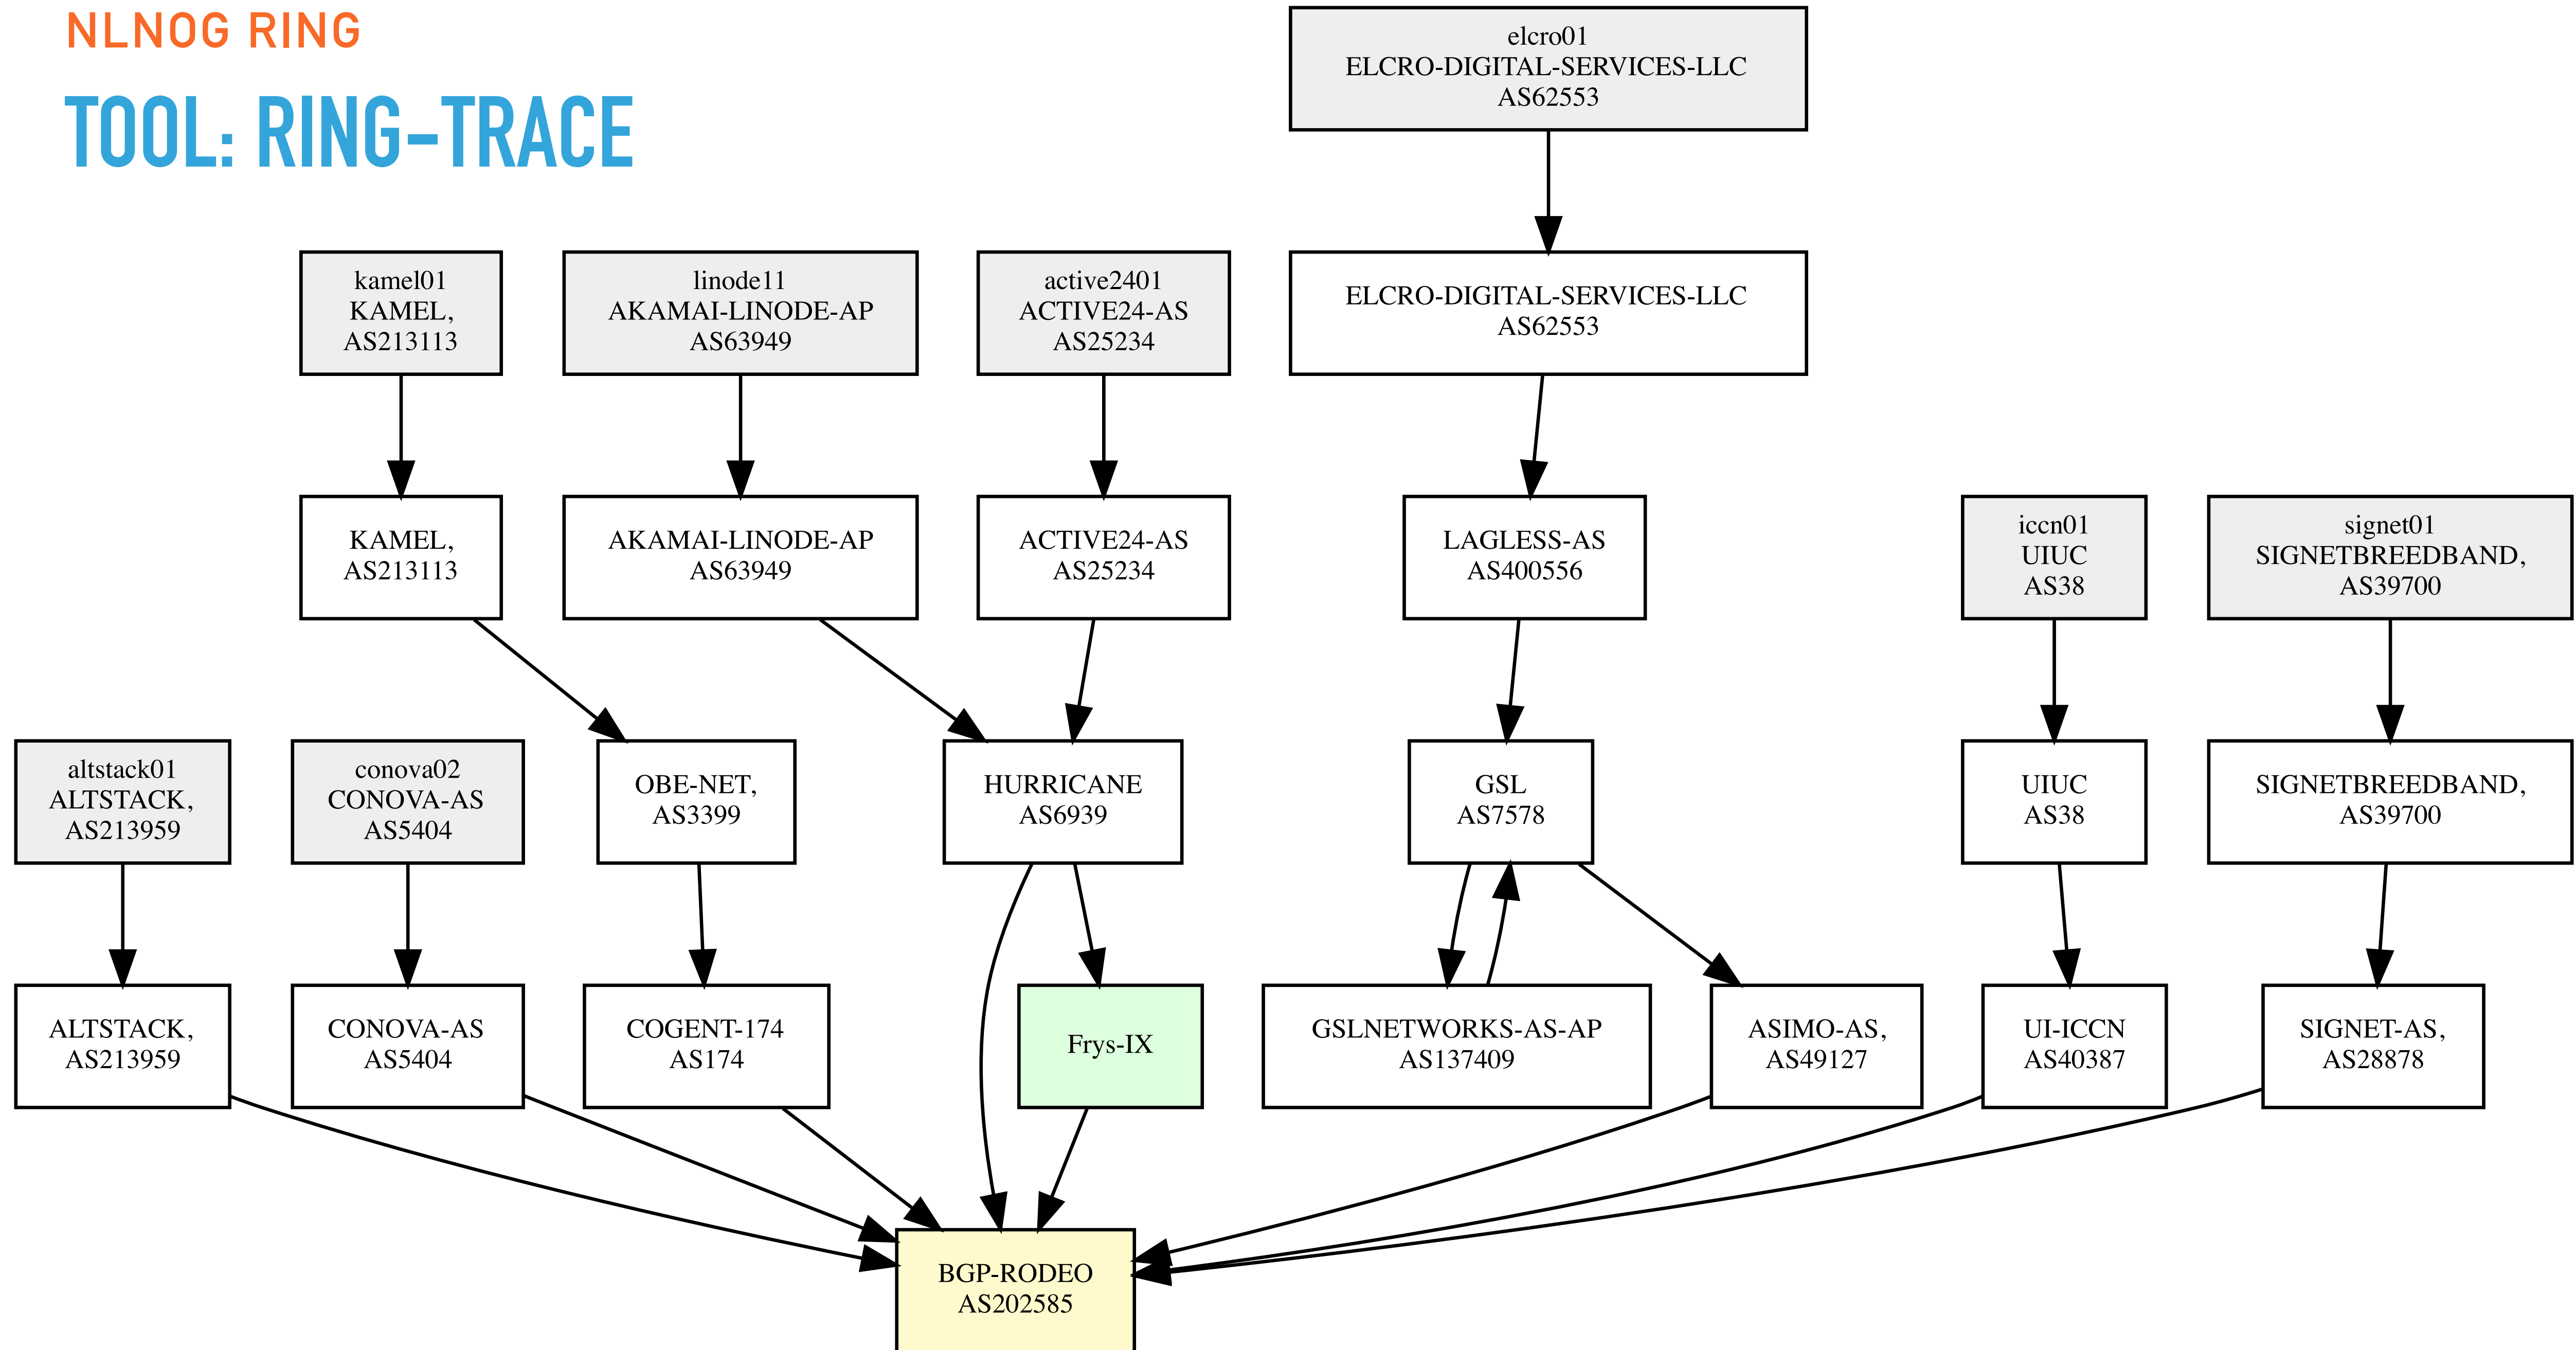 NLNOG RING
TOOL: RING-TRACE
elcro01
ELCRO-DIGITAL-SERVICES-LLC
AS62553
kamel01
KAMEL,
AS213113
linode11
AKAMAI-LINODE-AP
AS63949
active2401
ACTIVE24-AS
AS25234
ELCRO-DIGITAL-SERVICES-LLC
AS62553
KAMEL,
AS213113
AKAMAI-LINODE-AP
AS63949
ACTIVE24-AS
AS25234
LAGLESS-AS
AS400556
iccn01
UIUC
AS38
signet01
SIGNETBREEDBAND,
AS39700
altstack01
ALTSTACK,
AS213959
conova02
CONOVA-AS
AS5404
OBE-NET,
AS3399
HURRICANE
AS6939
GSL
AS7578
UIUC
AS38
SIGNETBREEDBAND,
AS39700
ALTSTACK,
AS213959
CONOVA-AS
AS5404
COGENT-174
AS174
Frys-IX
GSLNETWORKS-AS-AP
AS137409
ASIMO-AS,
AS49127
UI-ICCN
AS40387
SIGNET-AS,
AS28878
BGP-RODEO
AS202585